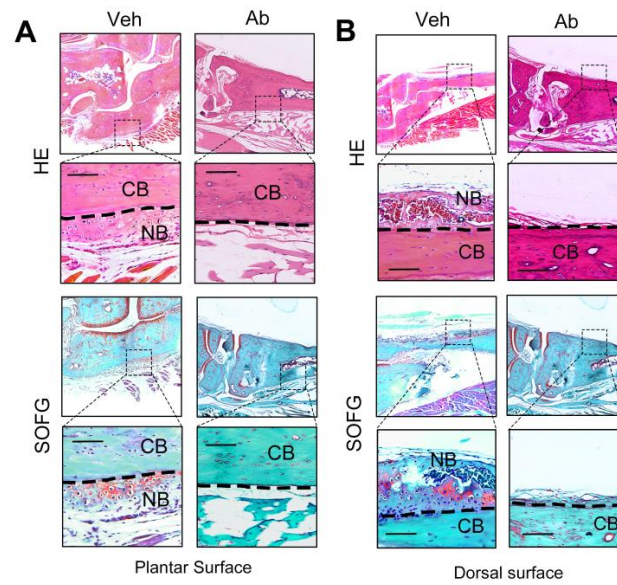 A
Veh
Ab
HE
CB
NB
CB
SOFG
CB
NB
CB
Plantar Surface
B
Veh
Ab
HE
NB
CB
CB
SOFG
NB
CB
CB
Dorsal surface